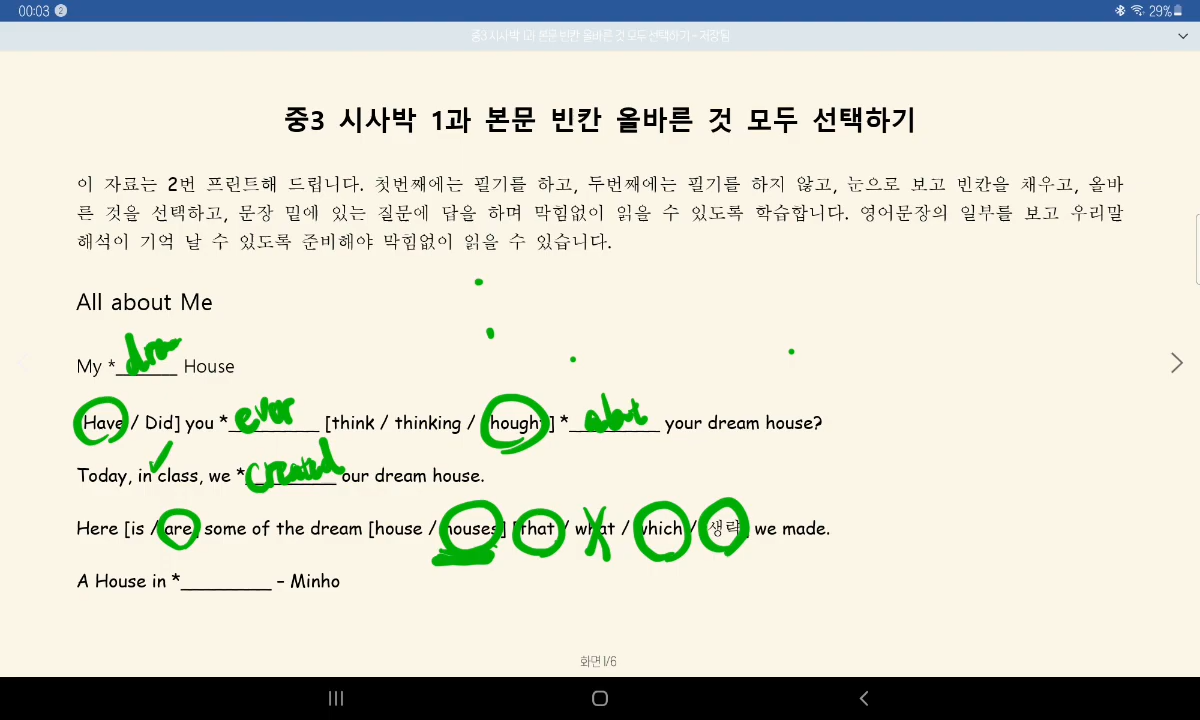 00:03 2 29%
중3 시사박 1과 본문 빈칸 올바른 것 모두 선택하기 - 저장됨
중3 시사박 1과 본문 빈칸 올바른 것 모두 선택하기
이 자료는 2번 프린트해 드립니다. 첫번째에는 필기를 하고, 두번째에는 필기를 하지 않고, 눈으로 보고 빈칸을 채우고, 올바
른 것을 선택하고, 문장 밑에 있는 질문에 답을 하며 막힘없이 읽을 수 있도록 학습합니다. 영어문장의 일부를 보고 우리말
해석이 기억 날 수 있도록 준비해야 막힘없이 읽을 수 있습니다.
All about Me
My *______ House
Have / Did] you *ever [think / thinking / thought] *about your dream house?
Today, in class, we *created our dream house.
Here [is / are] some of the dream [house / houses] [that / what / which / 생략] we made.
A House in *_________ – Minho
화면 1/6